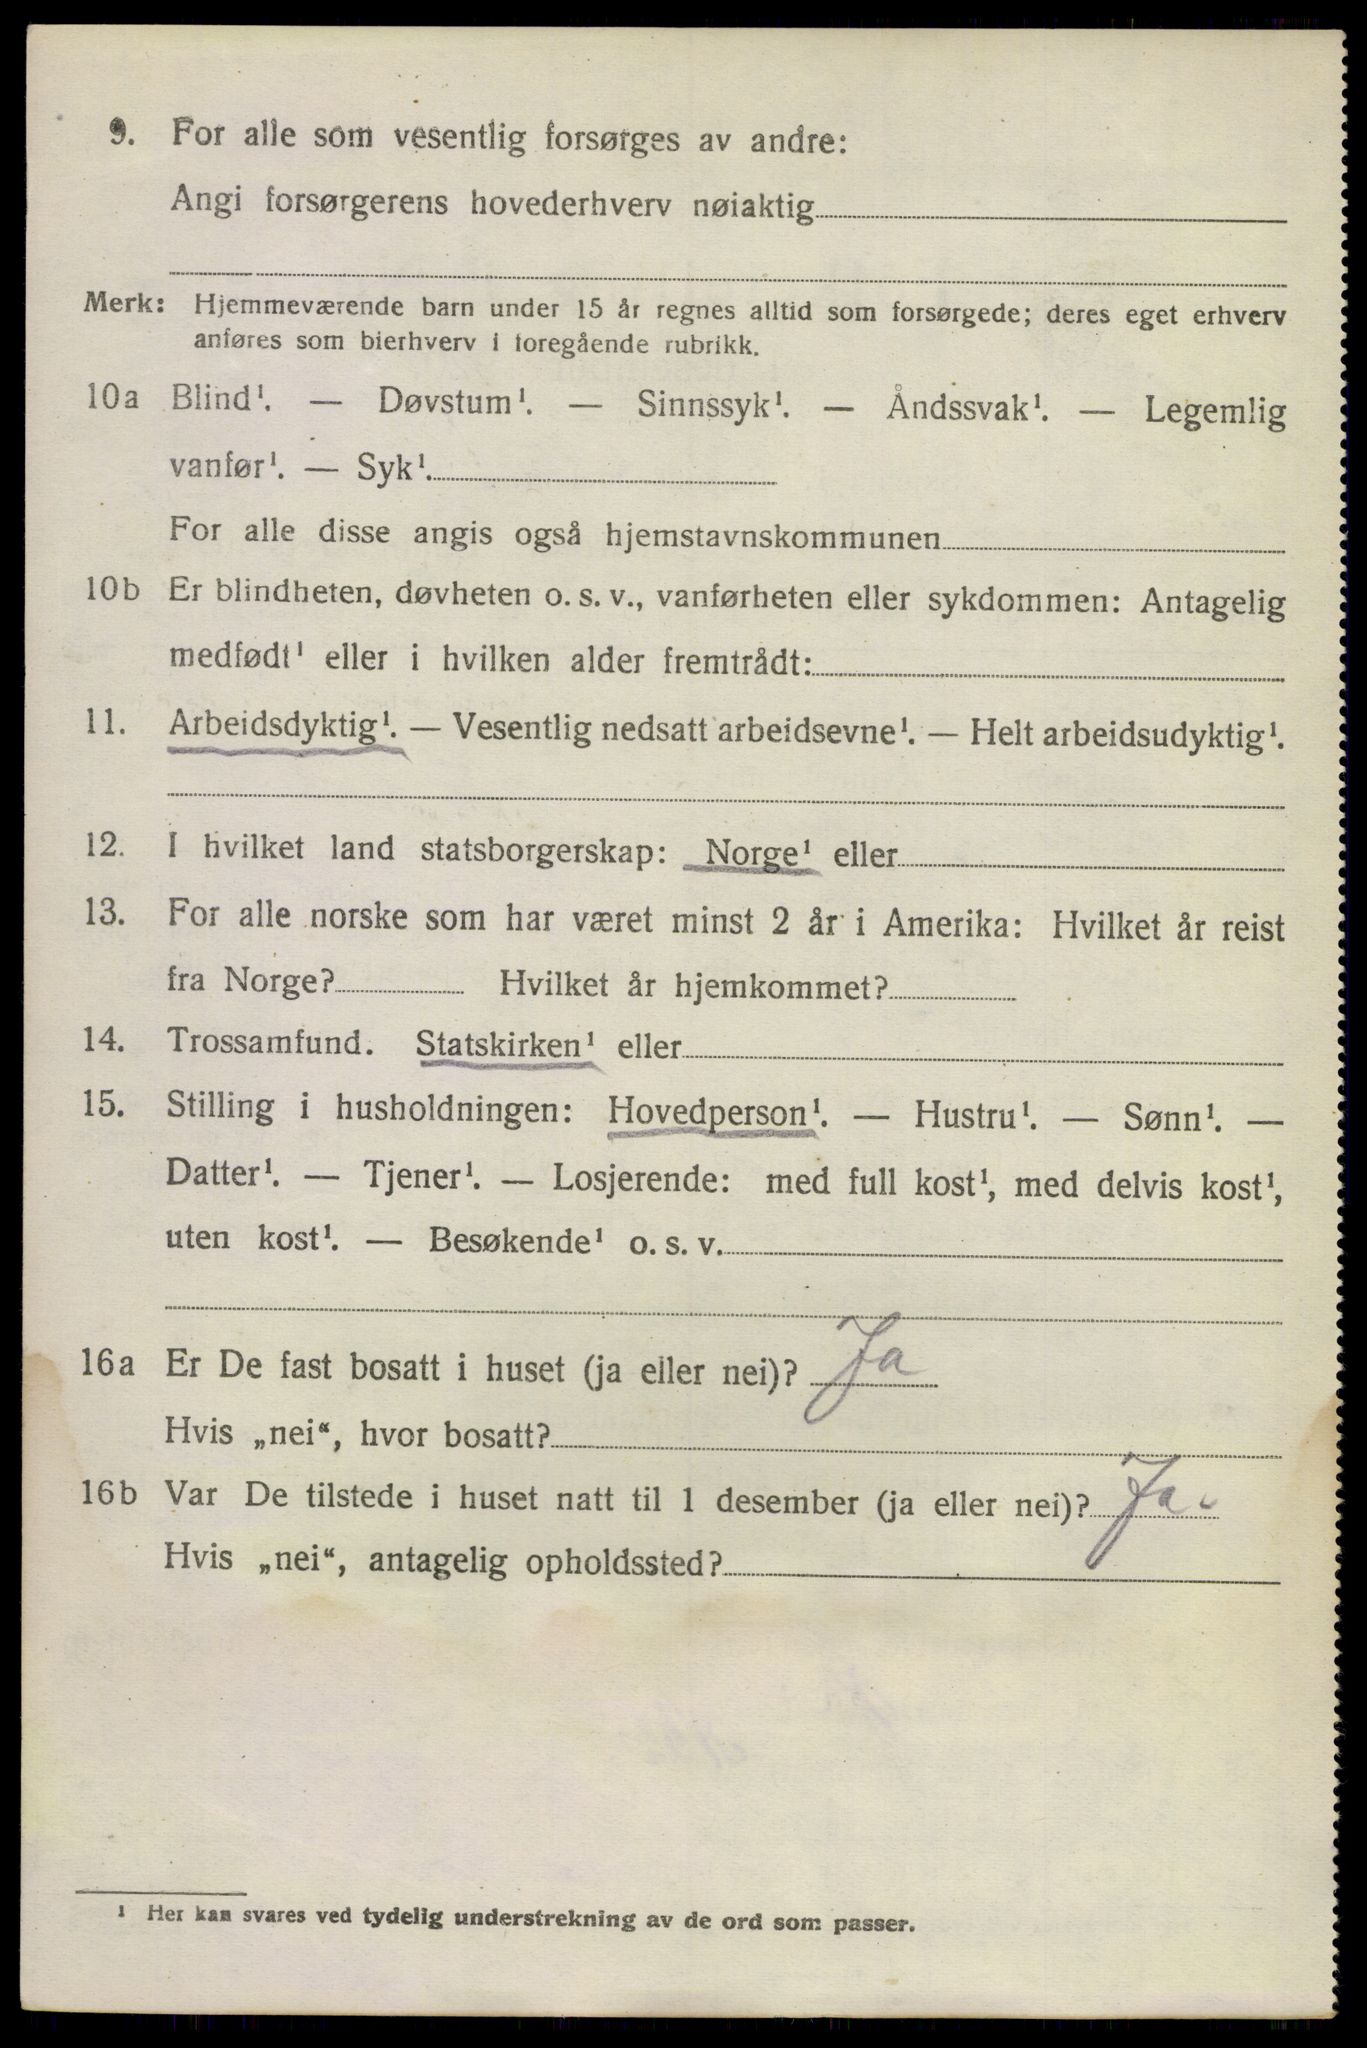 9. For alle som vesentlig forsørges av andre:
Angi forsørgerens hovederhverv nøiaktig
Merk: Hjemmeværende barn under 15 år regnes alltid som forsørgede; deres eget erhverv
anføres som bierhverv i foregående rubrikk.
10a Blind¹. — Døvstum¹. — Sinnssyk¹. — Åndssvak¹. — Legemlig
vanfør¹. — Syk¹.
For alle disse angis også hjemstavnskommunen
10b Er blindheten, døvheten o. s. v., vanførheten eller sykdommen: Antagelig
medfødt¹ eller i hvilken alder fremtrådt:
11. Arbeidsdyktig¹. — Vesentlig nedsatt arbeidsevne¹. — Helt arbeidsudyktig¹.
12. I hvilket land statsborgerskap: Norge¹ eller
13. For alle norske som har været minst 2 år i Amerika: Hvilket år reist
fra Norge? Hvilket år hjemkommet?
14. Trossamfund. Statskirken¹ eller
15. Stilling i husholdningen: Hovedperson¹. — Hustru¹. — Sønn¹. —
Datter¹. — Tjener¹. — Losjerende: med full kost¹, med delvis kost¹,
uten kost¹. — Besøkende¹ o. s. v.
16a Er De fast bosatt i huset (ja eller nei)? Ja
Hvis „nei“, hvor bosatt?
16b Var De tilstede i huset natt til 1 desember (ja eller nei)? Ja.
Hvis „nei“, antagelig opholdssted?
¹ Her kan svares ved tydelig understrekning av de ord som passer.